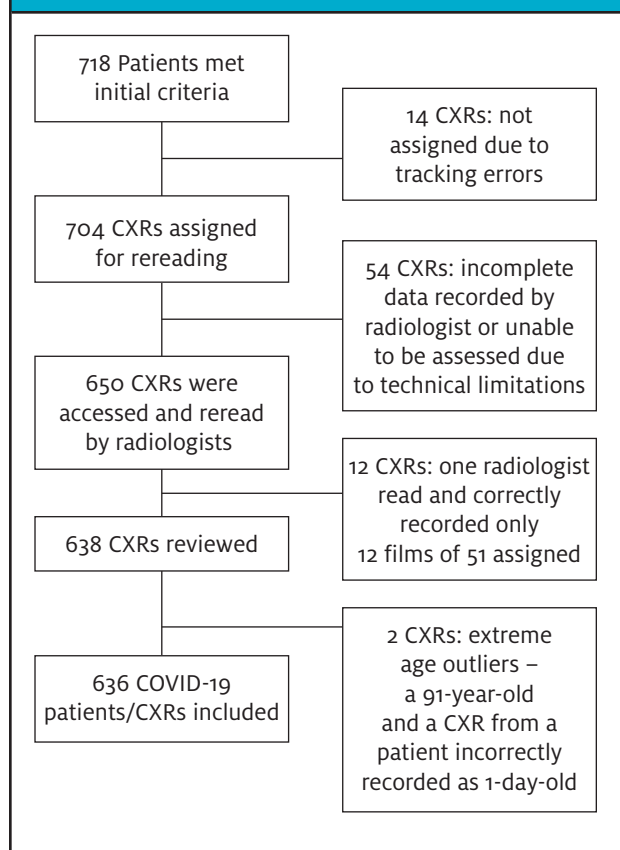 718 Patients met
initial criteria
14 CXRs: not
assigned due to
tracking errors
704 CXRs assigned
for rereading
54 CXRs: incomplete
data recorded by
radiologist or unable
to be assessed due
to technical limitations
650 CXRs were
accessed and reread
by radiologists
12 CXRs: one radiologist
read and correctly
recorded only
12 films of 51 assigned
638 CXRs reviewed
2 CXRs: extreme
age outliers –
a 91-year-old
and a CXR from a
patient incorrectly
recorded as 1-day-old
636 COVID-19
patients/CXRs included